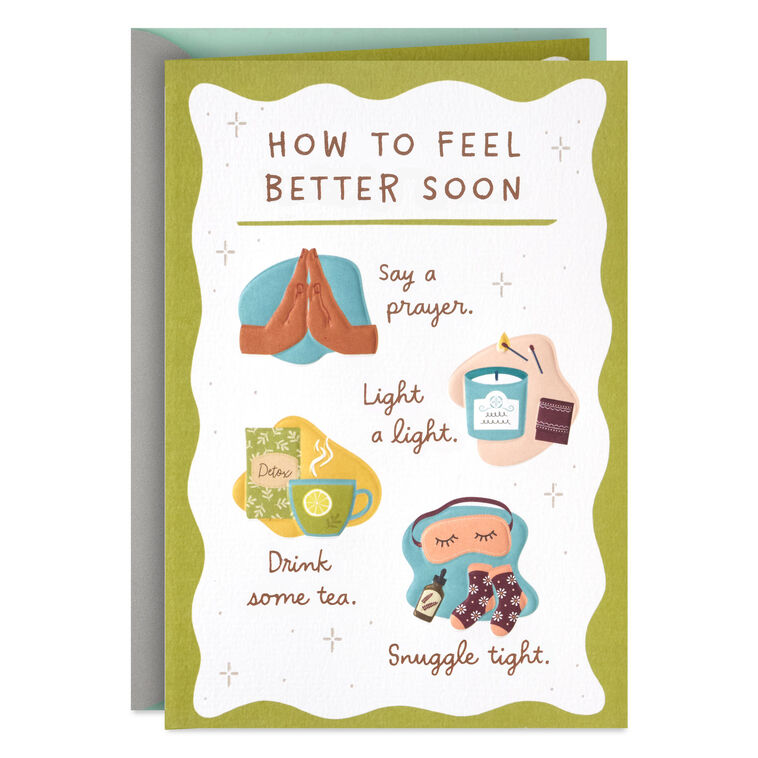 HOW TO FEEL
BETTER SOON
Say a
prayer.
Light
a light.
Detox
Drink
some tea.
Snuggle tight.